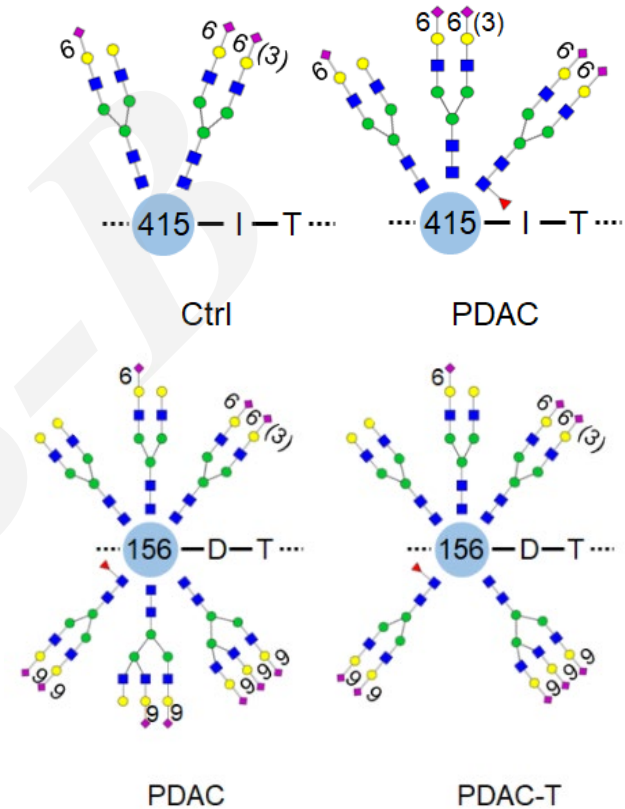 6 6 6 (3)
6 6 6 (3) 6 6
415 I T
415 I T
Ctrl
PDAC
6 6 6 (3)
6 6 6 (3)
156 D T
156 D T
9 9 9 9 9 9 9
9 9 9 9 9
PDAC
PDAC-T